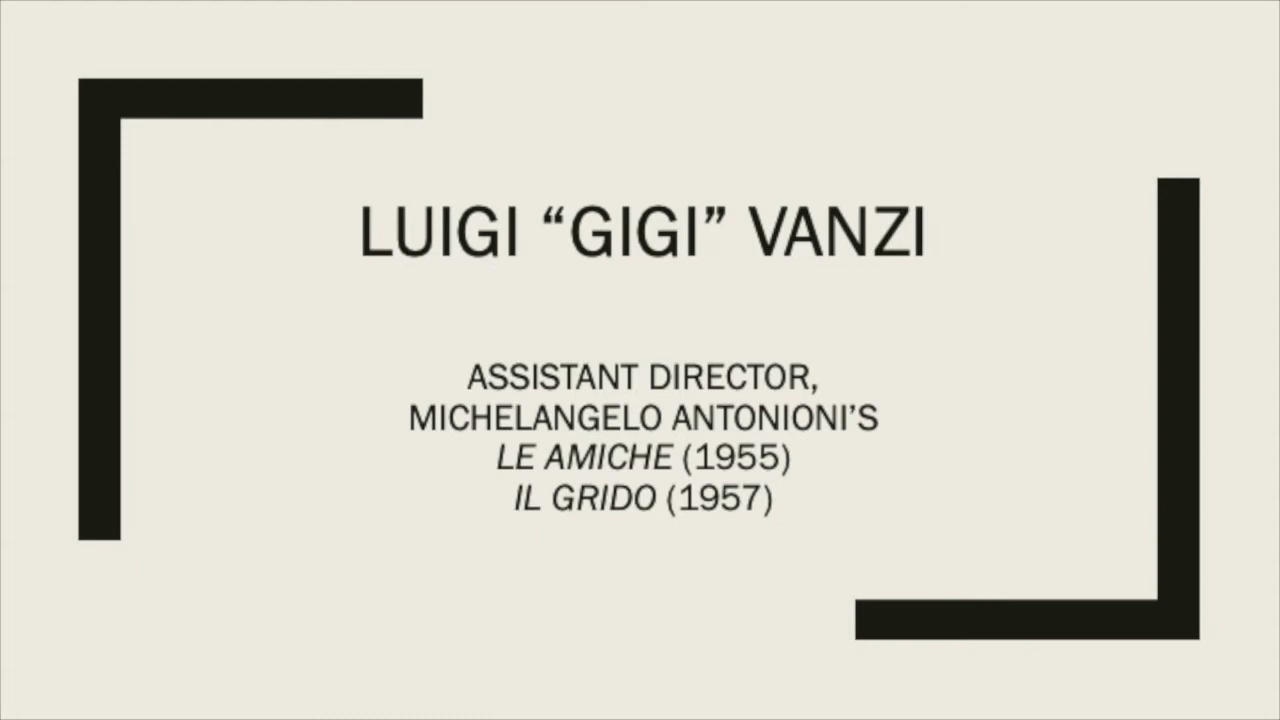 LUIGI “GIGI” VANZI
ASSISTANT DIRECTOR,
MICHELANGELO ANTONIONI’S
LE AMICHE (1955)
IL GRIDO (1957)